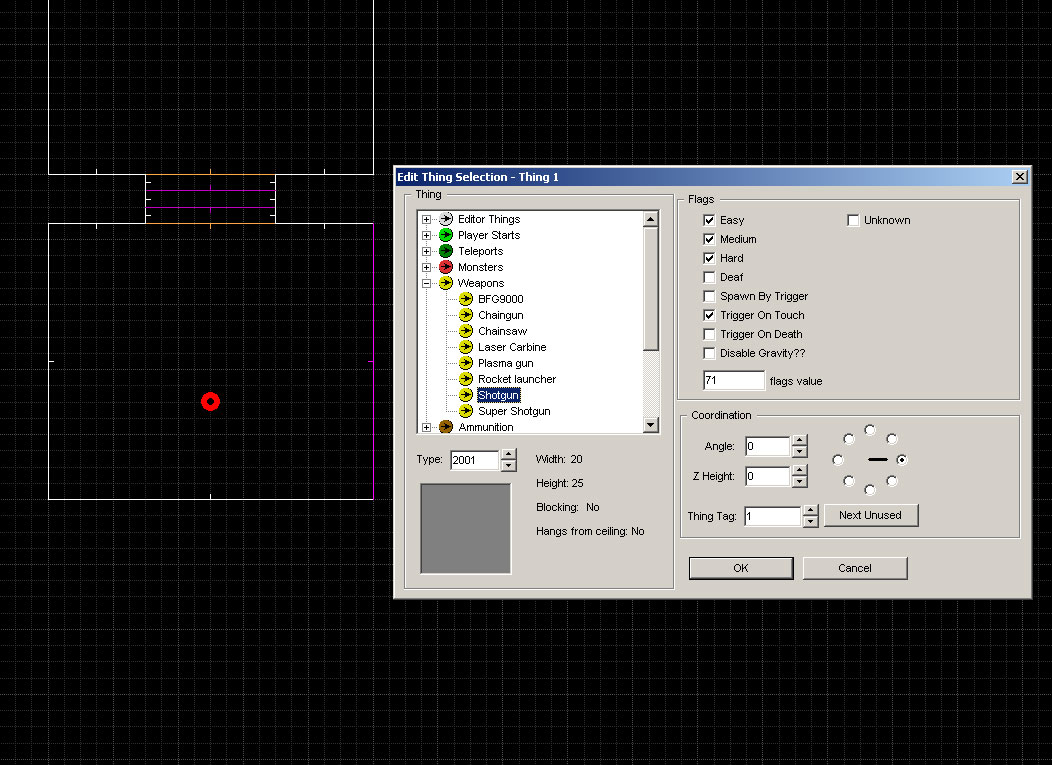 Edit Thing Selection - Thing 1
Thing
Editor Things
Player Starts
Teleports
Monsters
Weapons
BFG9000
Chaingun
Chainsaw
Laser Carbine
Plasma gun
Rocket launcher
Shotgun
Super Shotgun
Ammunition
Type: 2001
Width: 20
Height: 25
Blocking: No
Hangs from ceiling: No
Flags
Easy
Unknown
Medium
Hard
Deaf
Spawn By Trigger
Trigger On Touch
Trigger On Death
Disable Gravity??
71 flags value
Coordination
Angle: 0
Z Height: 0
Thing Tag: 1
Next Unused
OK
Cancel